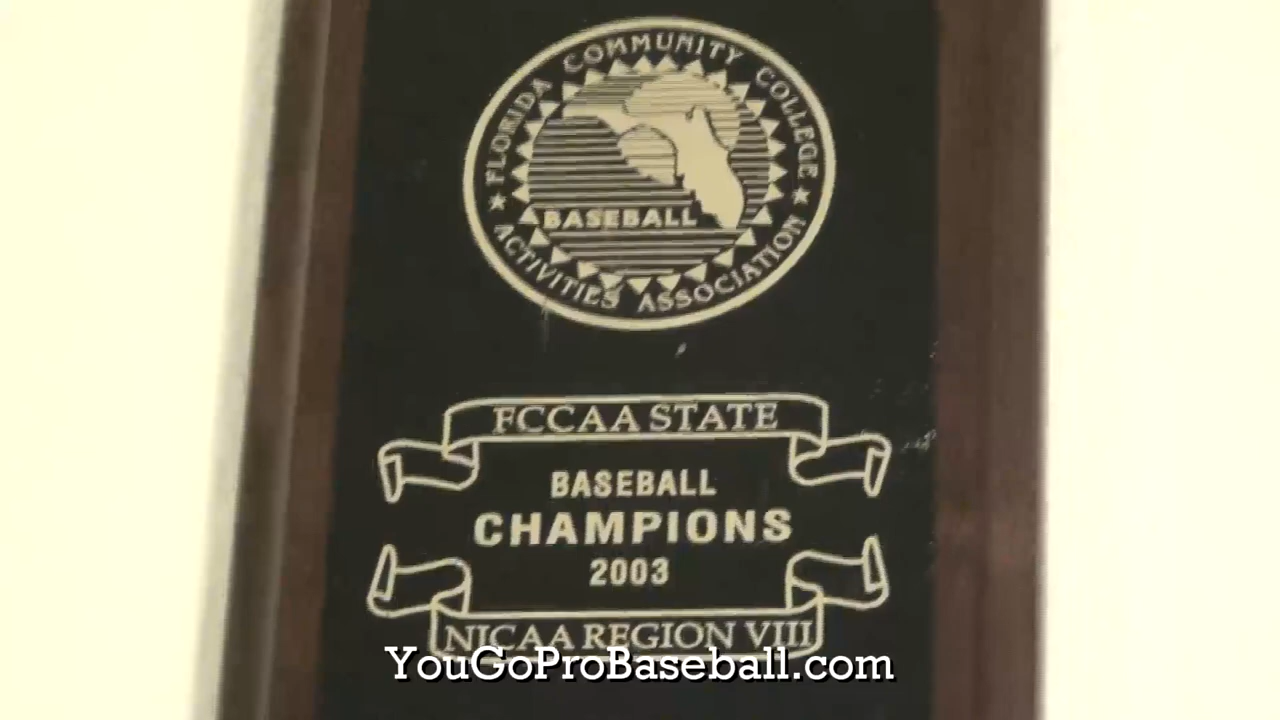 FLORIDA COMMUNITY COLLEGE
★ ACTIVITIES ASSOCIATION ★
BASEBALL
FCCAA STATE
BASEBALL
CHAMPIONS
2003
NJCAA REGION VIII
YouGoProBaseball.com